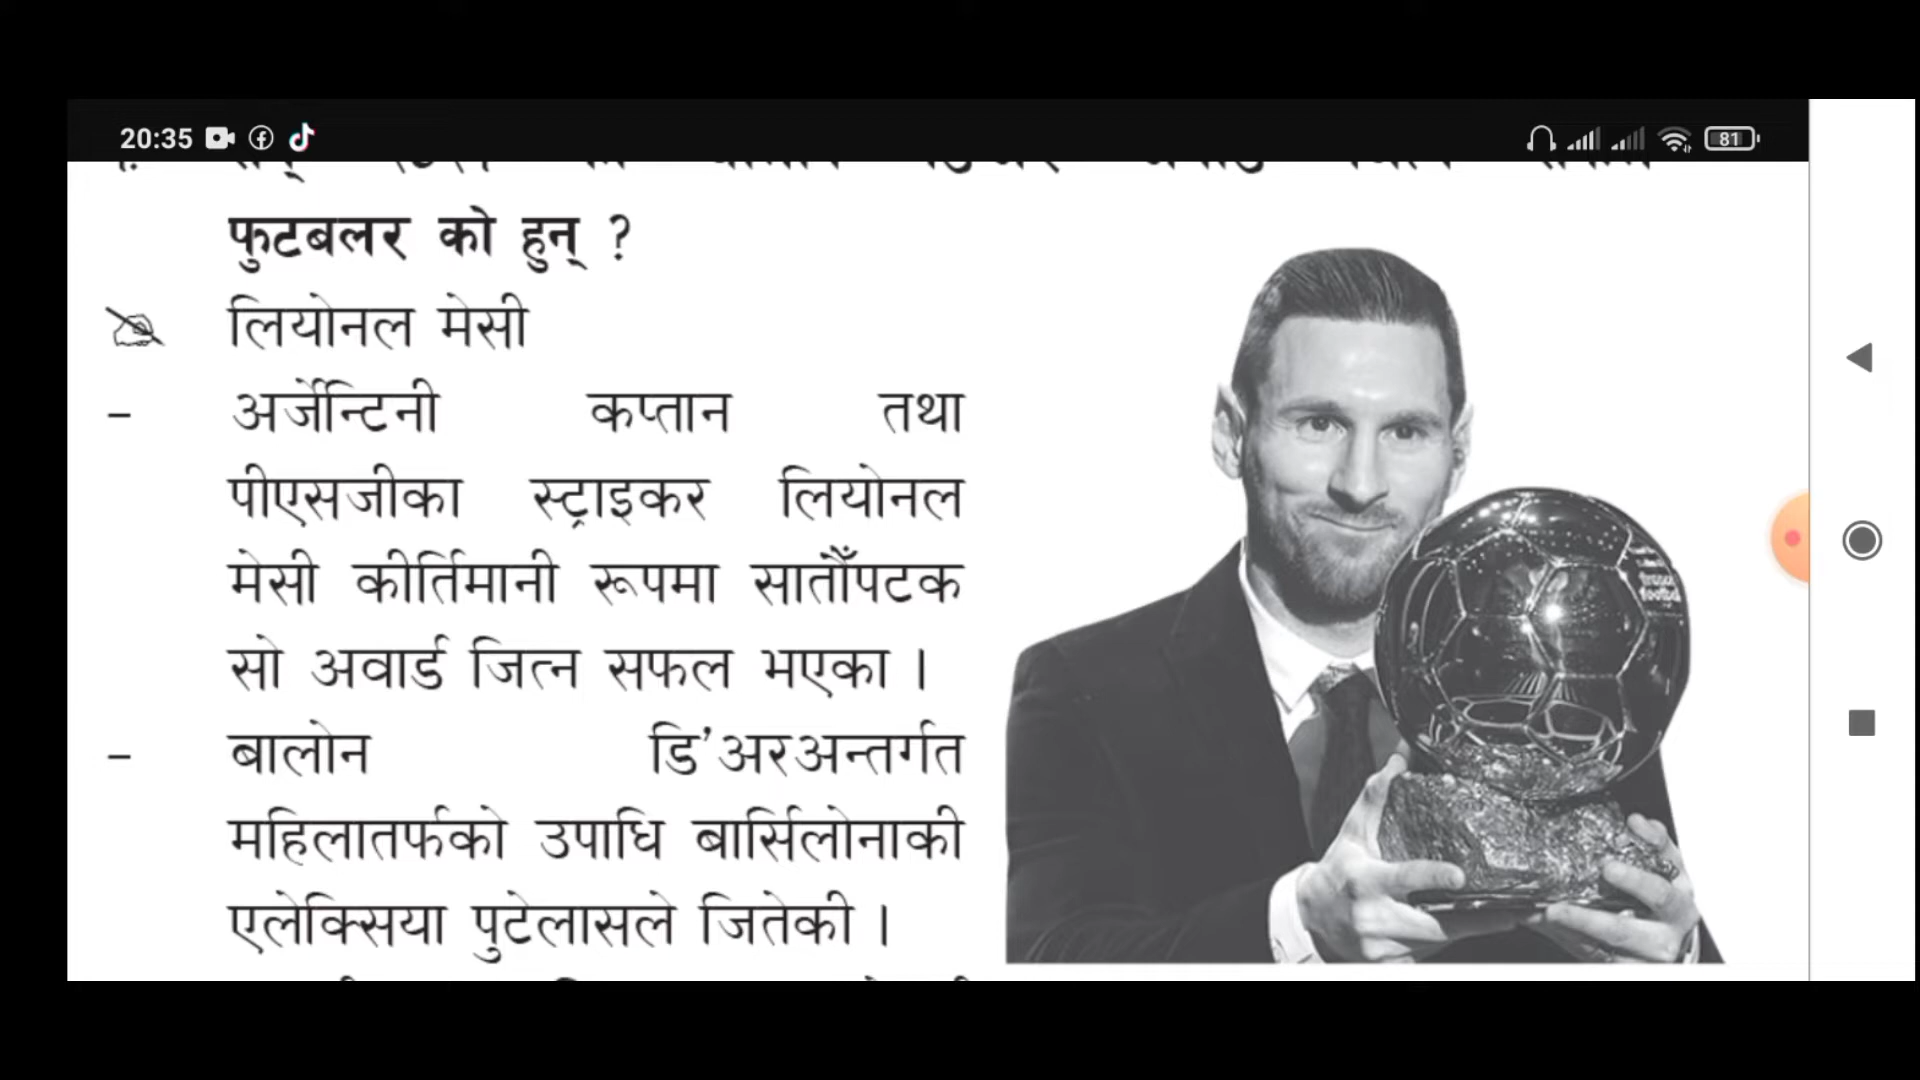 20:35
81
फुटबलर को हुन् ?
लियोनल मेसी
– अर्जेन्टिनी कप्तान तथा
पीएसजीका स्ट्राइकर लियोनल
मेसी कीर्तिमानी रूपमा सातौँपटक
सो अवार्ड जित्न सफल भएका ।
– बालोन डि’अरअन्तर्गत
महिलातर्फको उपाधि बार्सिलोनाकी
एलेक्सिया पुटेलासले जितेकी ।